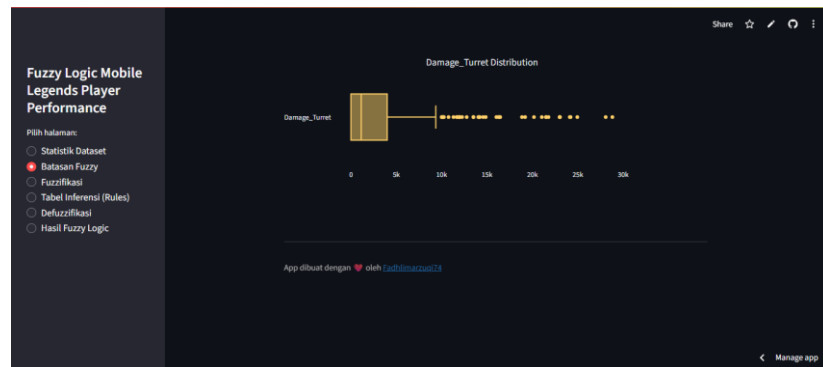 Share
Fuzzy Logic Mobile
Legends Player
Performance
Pilih halaman:
Statistik Dataset
Batasan Fuzzy
Fuzzifikasi
Tabel Inferensi (Rules)
Defuzzifikasi
Hasil Fuzzy Logic
Damage_Turret Distribution
Damage_Turret
0 5k 10k 15k 20k 25k 30k
App dibuat dengan ❤️ oleh Fadhlimarzuqi74
Manage app